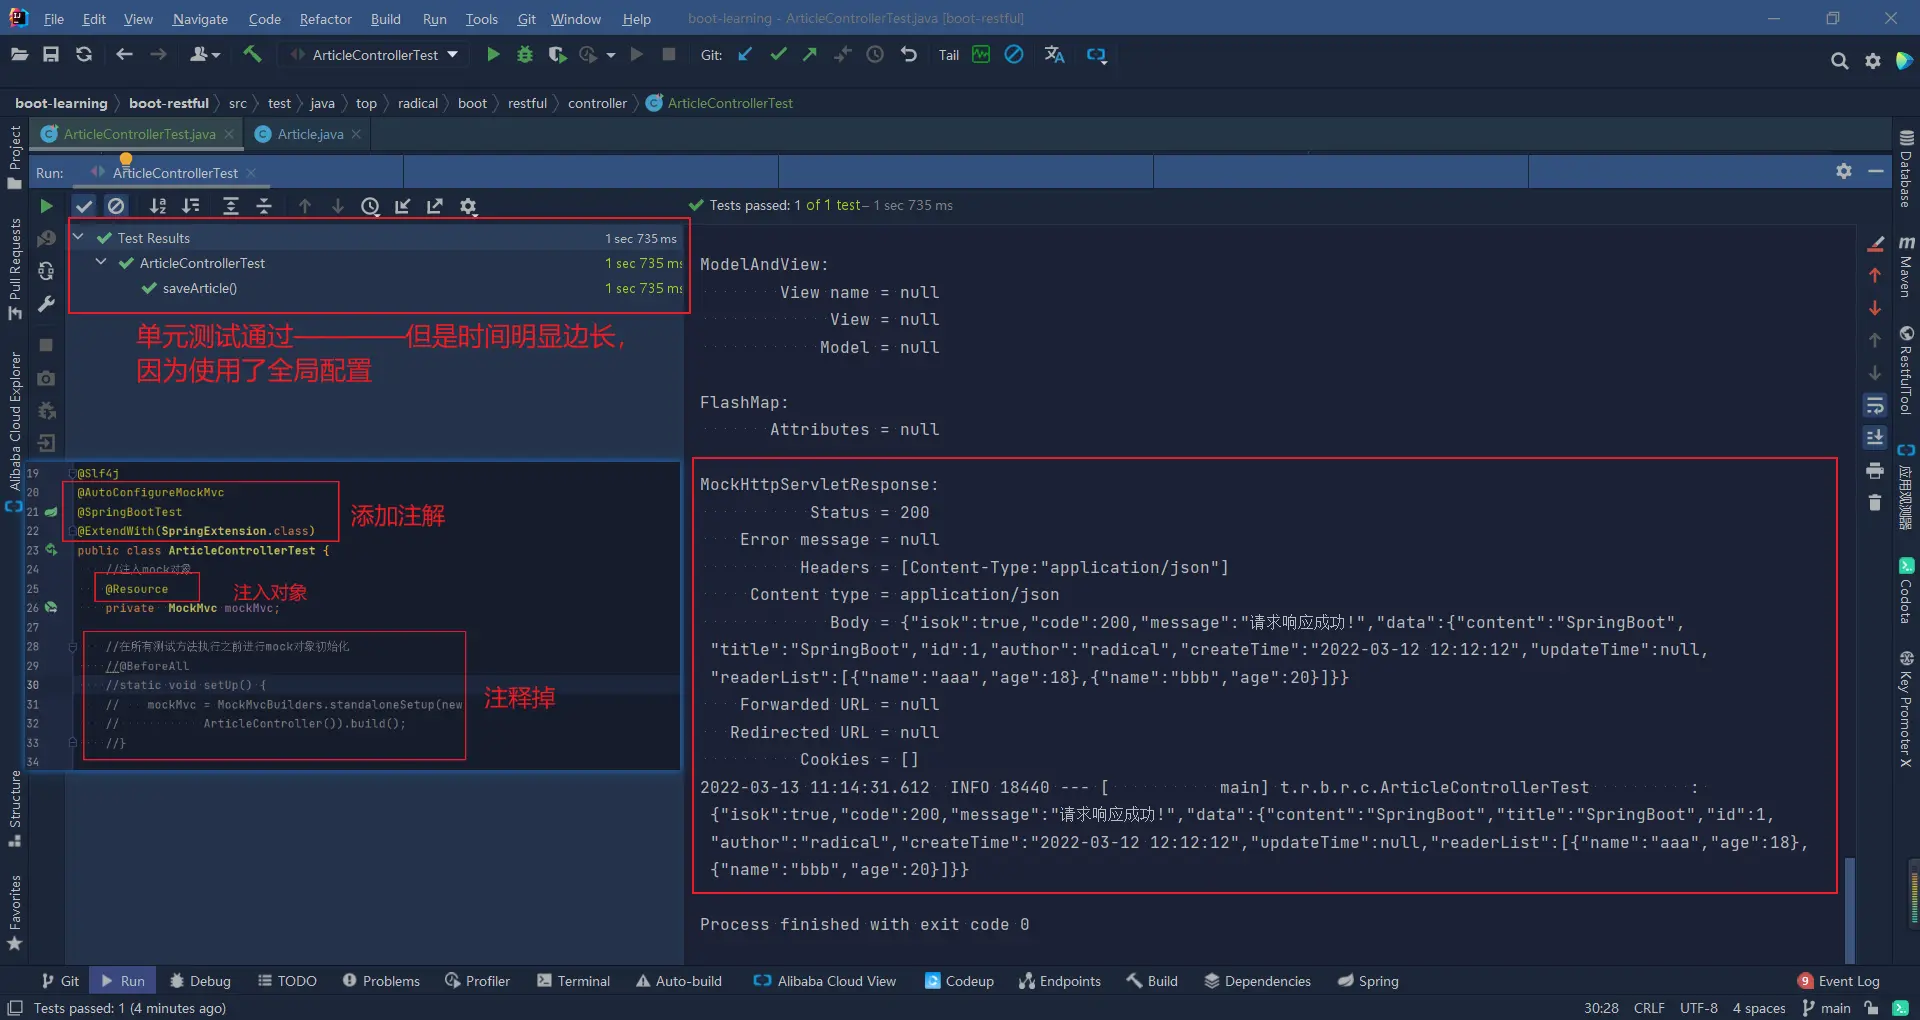 File Edit View Navigate Code Refactor Build Run Tools Git Window Help boot-learning - ArticleControllerTest.java [boot-restful]
ArticleControllerTest Git: Tail
boot-learning boot-restful src test java top radical boot restful controller ArticleControllerTest
ArticleControllerTest.java Article.java
Run: ArticleControllerTest
Tests passed: 1 of 1 test – 1 sec 735 ms
Test Results 1 sec 735 ms
ArticleControllerTest 1 sec 735 ms
saveArticle() 1 sec 735 ms
单元测试通过————但是时间明显边长，
因为使用了全局配置
19 @Slf4j
20 @AutoConfigureMockMvc
21 @SpringBootTest
22 @ExtendWith(SpringExtension.class)
添加注解
23 public class ArticleControllerTest {
24 //注入mock对象
25 @Resource
注入对象
26 private MockMvc mockMvc;
27
28 //在所有测试方法执行之前进行mock对象初始化
29 //@BeforeAll
30 //static void setUp() {
31 // mockMvc = MockMvcBuilders.standaloneSetup(new
注释掉
32 // ArticleController()).build();
33 //}
34
ModelAndView:
View name = null
View = null
Model = null
FlashMap:
Attributes = null
MockHttpServletResponse:
Status = 200
Error message = null
Headers = [Content-Type:"application/json"]
Content type = application/json
Body = {"isok":true,"code":200,"message":"请求响应成功!","data":{"content":"SpringBoot",
"title":"SpringBoot","id":1,"author":"radical","createTime":"2022-03-12 12:12:12","updateTime":null,
"readerList":[{"name":"aaa","age":18},{"name":"bbb","age":20}]}}
Forwarded URL = null
Redirected URL = null
Cookies = []
2022-03-13 11:14:31.612 INFO 18440 --- [ main] t.r.b.r.c.ArticleControllerTest :
{"isok":true,"code":200,"message":"请求响应成功!","data":{"content":"SpringBoot","title":"SpringBoot","id":1,
"author":"radical","createTime":"2022-03-12 12:12:12","updateTime":null,"readerList":[{"name":"aaa","age":18},
{"name":"bbb","age":20}]}}
Process finished with exit code 0
Project
Pull Requests
Alibaba Cloud Explorer
Structure
Favorites
Database
Maven
RestfulTool
应用观测器
Codota
Key Promoter X
Git Run Debug TODO Problems Profiler Terminal Auto-build Alibaba Cloud View Codeup Endpoints Build Dependencies Spring 9 Event Log
Tests passed: 1 (4 minutes ago) 30:28 CRLF UTF-8 4 spaces main